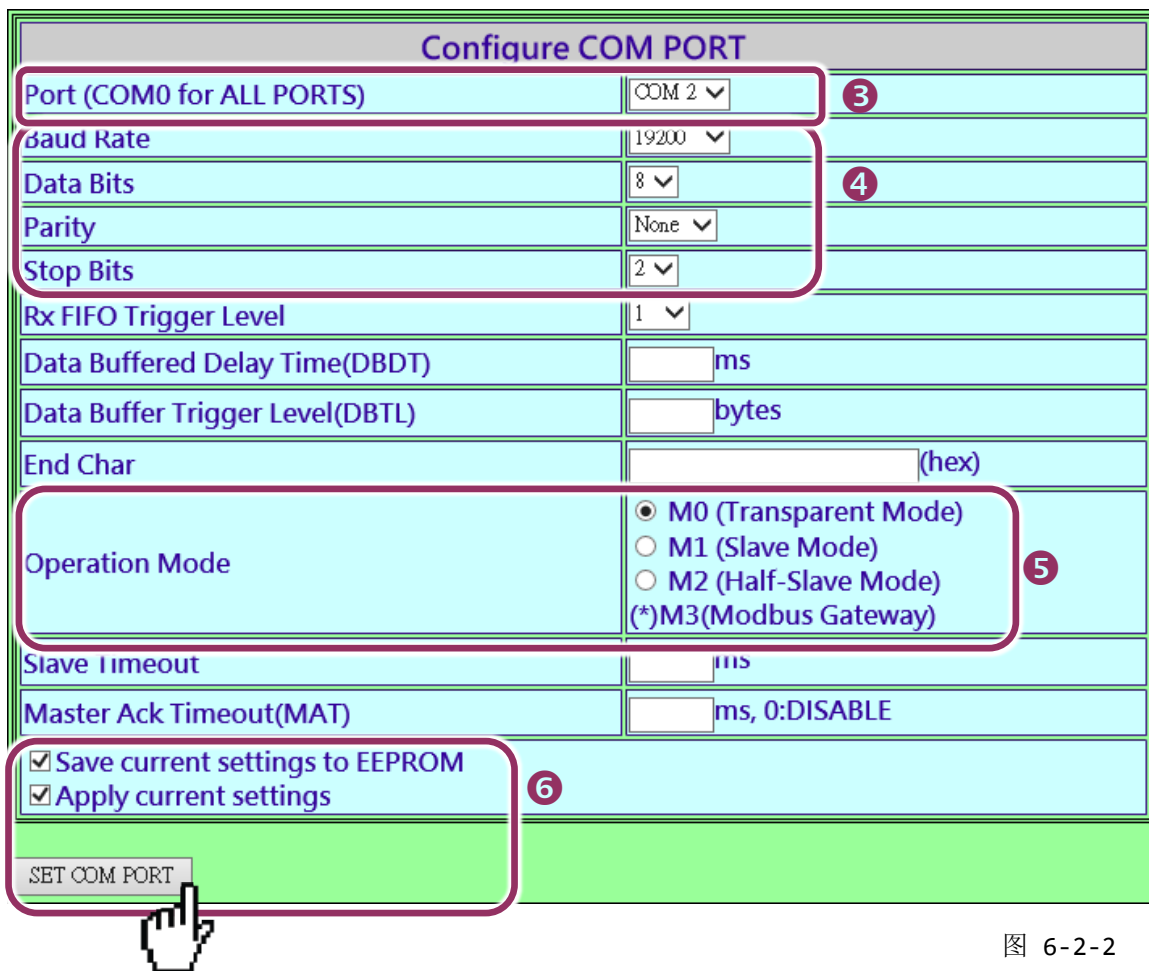 Configure COM PORT
Port (COM0 for ALL PORTS) COM 2
❸
Baud Rate 19200
Data Bits 8
❹
Parity None
Stop Bits 2
Rx FIFO Trigger Level 1
Data Buffered Delay Time(DBDT) ms
Data Buffer Trigger Level(DBTL) bytes
End Char (hex)
Operation Mode
M0 (Transparent Mode)
M1 (Slave Mode)
M2 (Half-Slave Mode)
(*)M3(Modbus Gateway)
❺
Slave Timeout ms
Master Ack Timeout(MAT) ms, 0:DISABLE
Save current settings to EEPROM
Apply current settings
❻
SET COM PORT
图 6-2-2